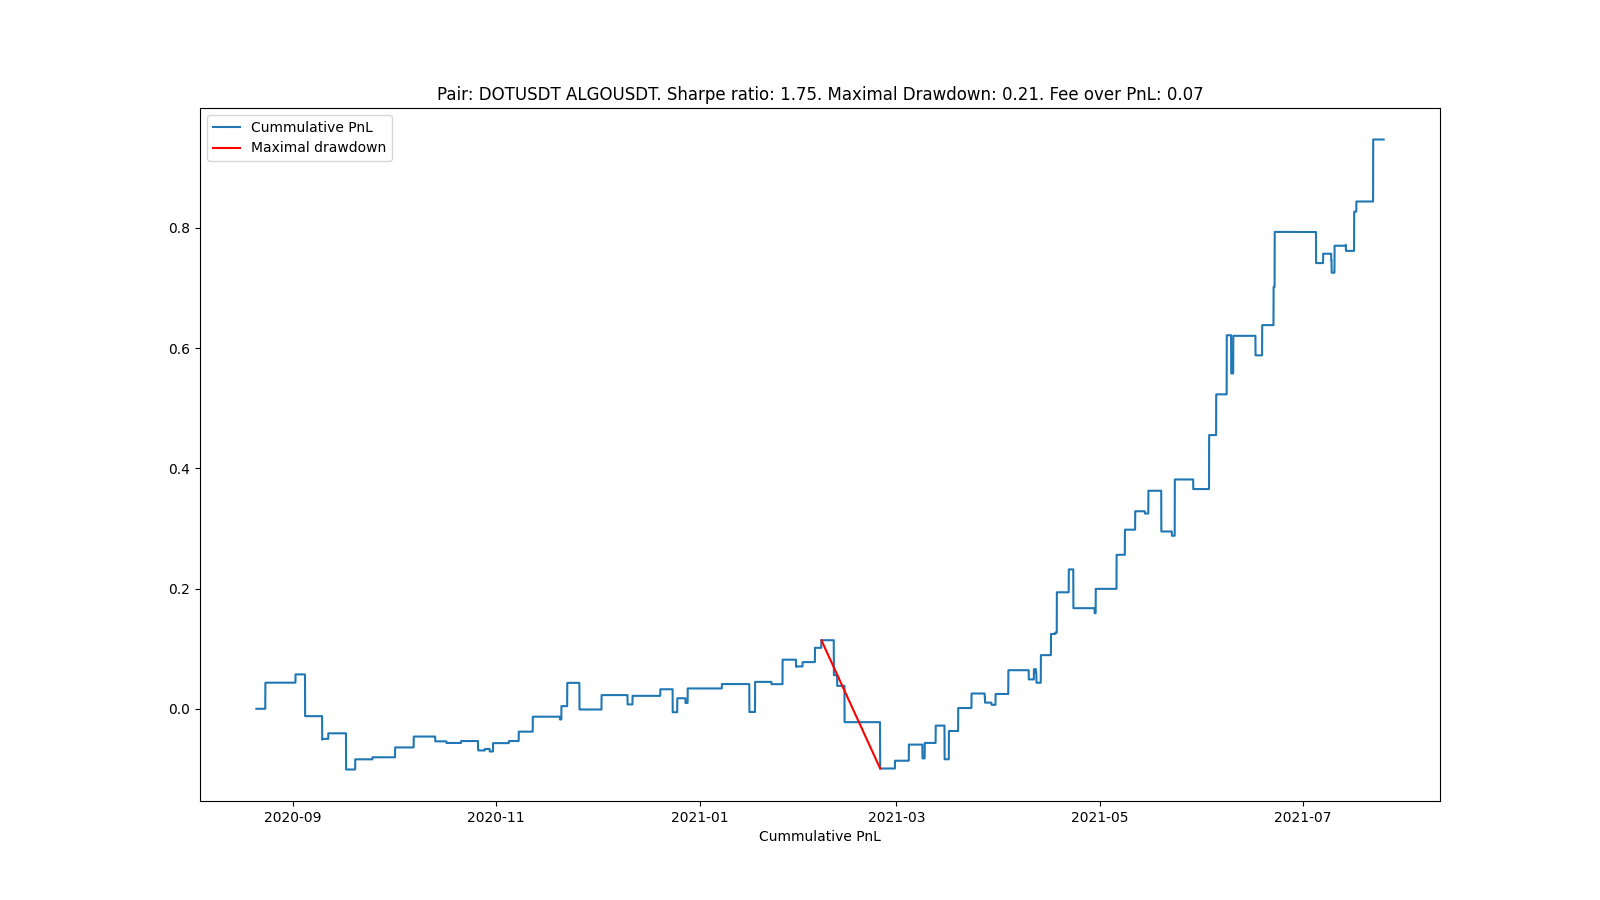 Pair: DOTUSDT ALGOUSDT. Sharpe ratio: 1.75. Maximal Drawdown: 0.21. Fee over PnL: 0.07
Cummulative PnL
Maximal drawdown
0.8
0.6
0.4
0.2
0.0
2020-09 2020-11 2021-01 2021-03 2021-05 2021-07
Cummulative PnL